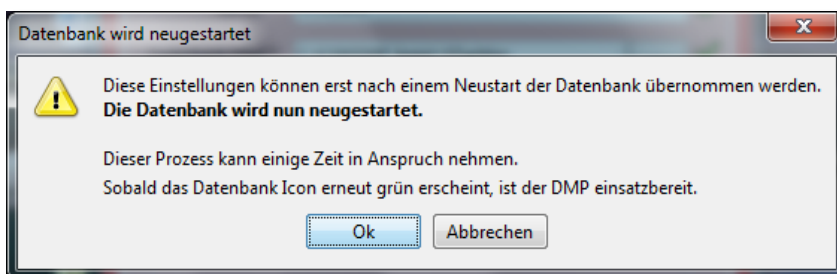 Datenbank wird neugestartet
Diese Einstellungen können erst nach einem Neustart der Datenbank übernommen werden.
Die Datenbank wird nun neugestartet.
Dieser Prozess kann einige Zeit in Anspruch nehmen.
Sobald das Datenbank Icon erneut grün erscheint, ist der DMP einsatzbereit.
Ok
Abbrechen